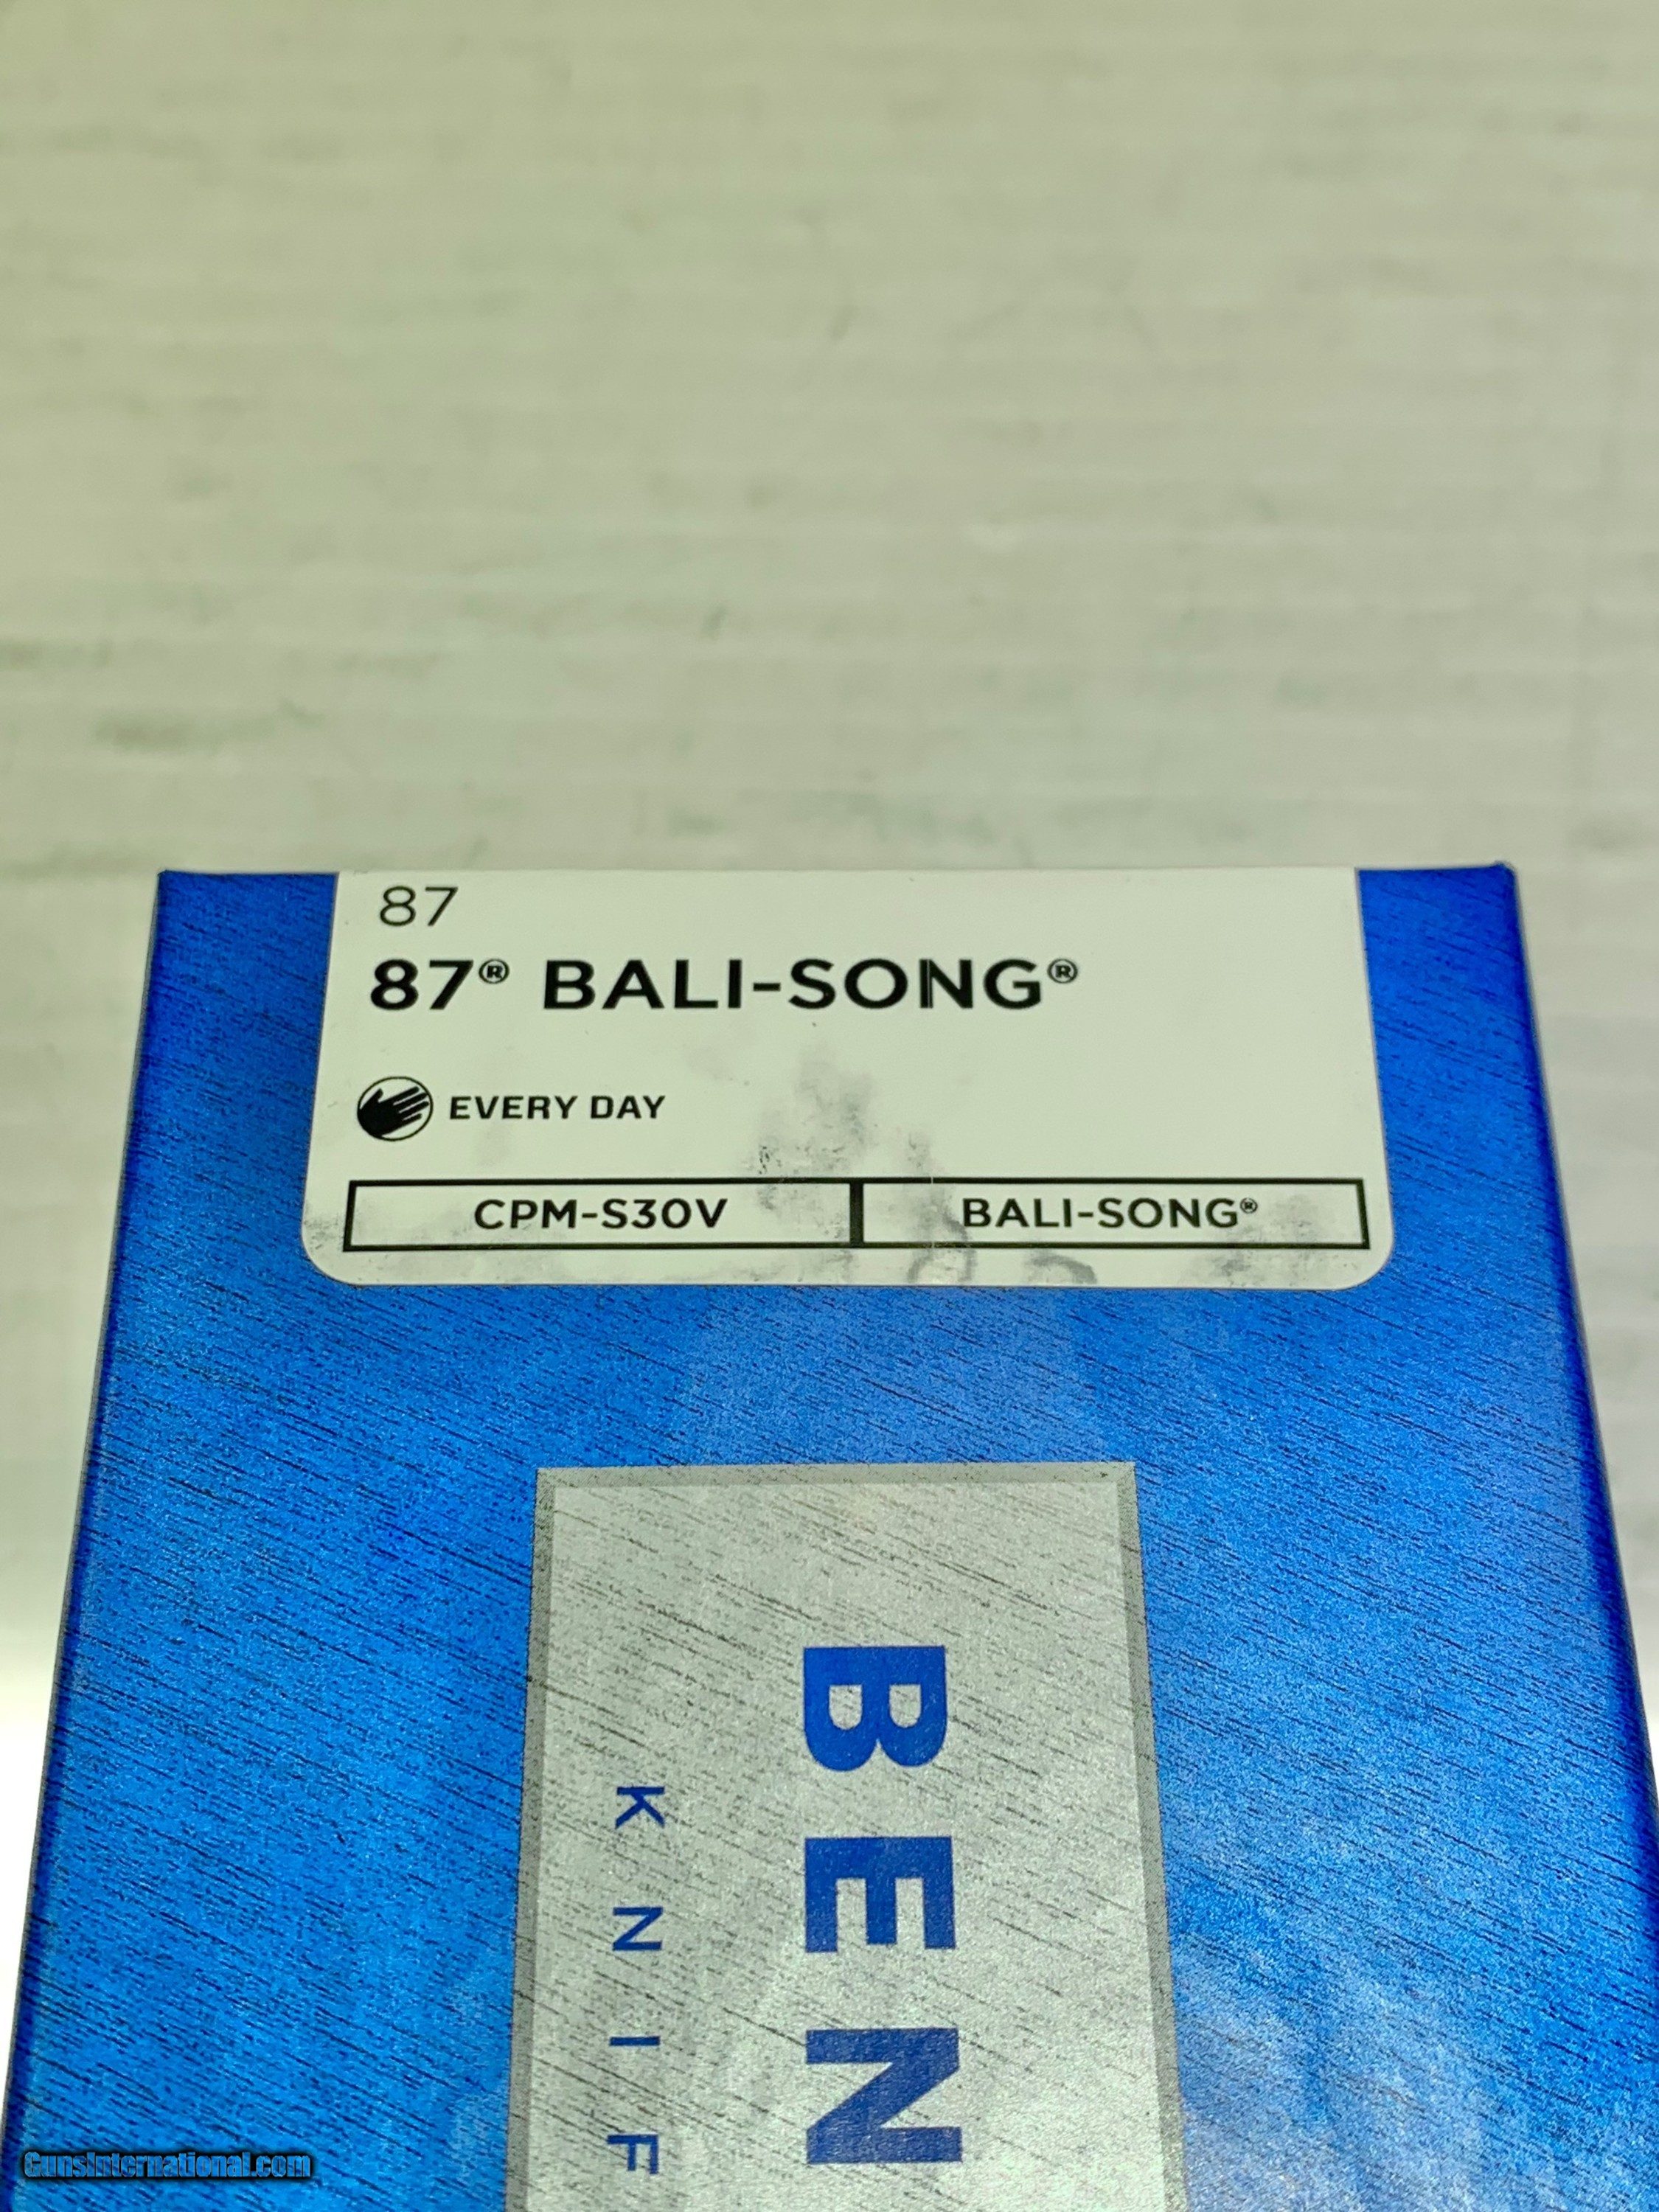 87
87® BALI-SONG®
EVERY DAY
CPM-S30V
BALI-SONG®
BEN
KNIF
GunsInternational.com